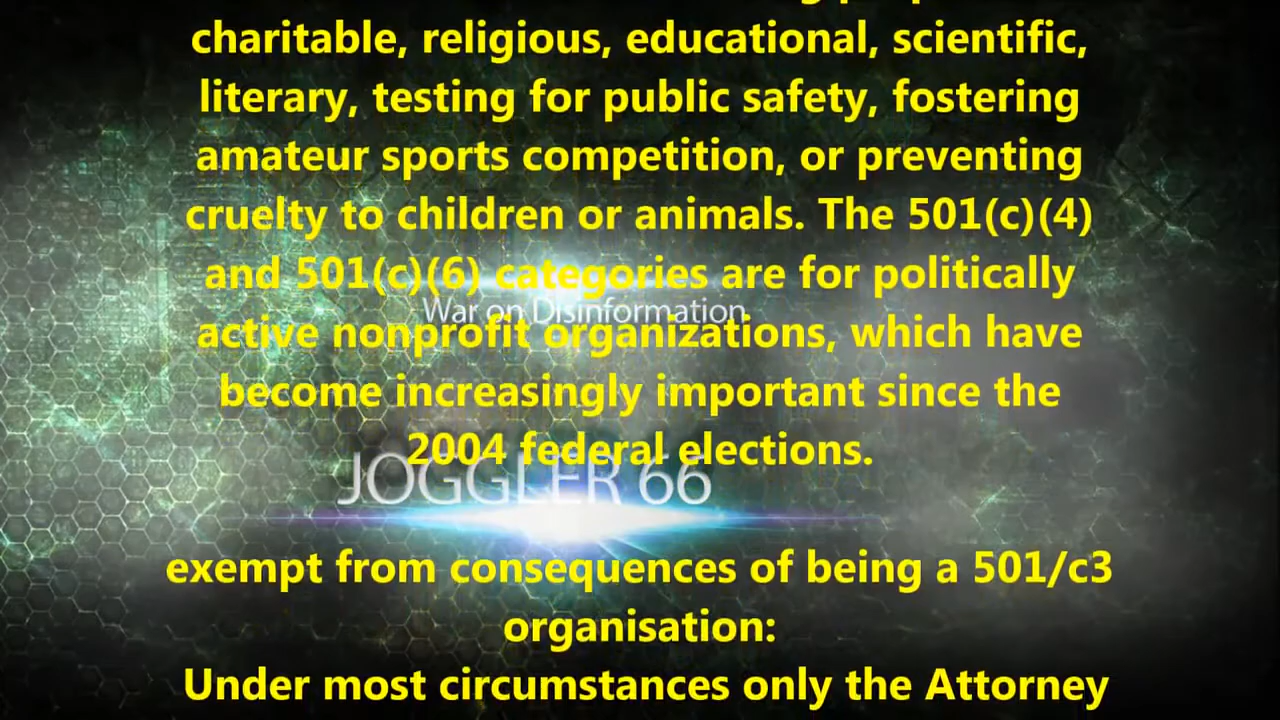 charitable, religious, educational, scientific,
literary, testing for public safety, fostering
amateur sports competition, or preventing
cruelty to children or animals. The 501(c)(4)
and 501(c)(6) categories are for politically
War on Disinformation
active nonprofit organizations, which have
become increasingly important since the
2004 federal elections.
JOGGLER 66
exempt from consequences of being a 501/c3
organisation:
Under most circumstances only the Attorney